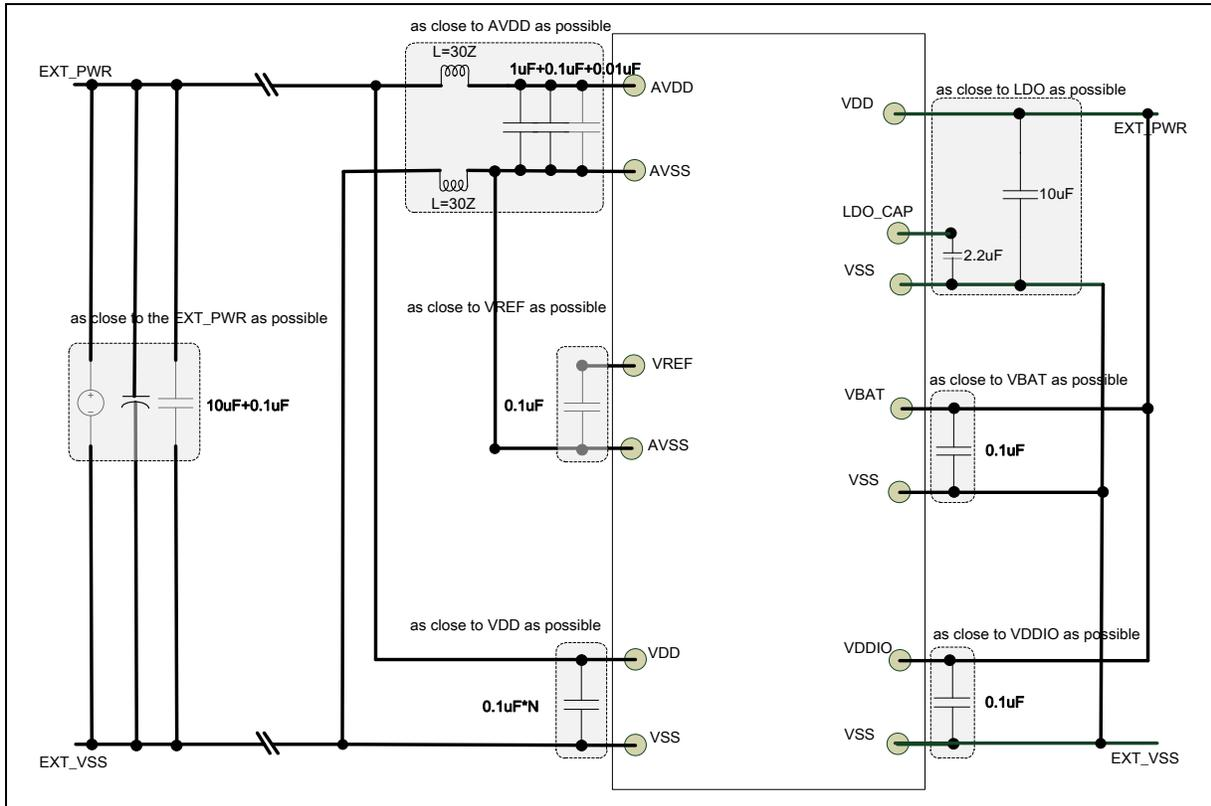 as close to AVDD as possible
L=30Z
EXT_PWR
1uF+0.1uF+0.01uF
AVDD
AVSS
L=30Z
as close to LDO as possible
VDD
EXT_PWR
10uF
LDO_CAP
2.2uF
VSS
as close to the EXT_PWR as possible
+
−
10uF+0.1uF
as close to VREF as possible
VREF
0.1uF
AVSS
as close to VBAT as possible
VBAT
0.1uF
VSS
as close to VDD as possible
VDD
0.1uF*N
VSS
EXT_VSS
as close to VDDIO as possible
VDDIO
0.1uF
VSS
EXT_VSS